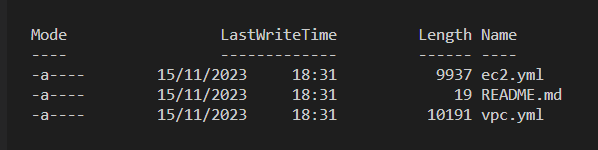 Mode                 LastWriteTime         Length Name
----                 -------------         ------ ----
-a----        15/11/2023     18:31           9937 ec2.yml
-a----        15/11/2023     18:31             19 README.md
-a----        15/11/2023     18:31          10191 vpc.yml